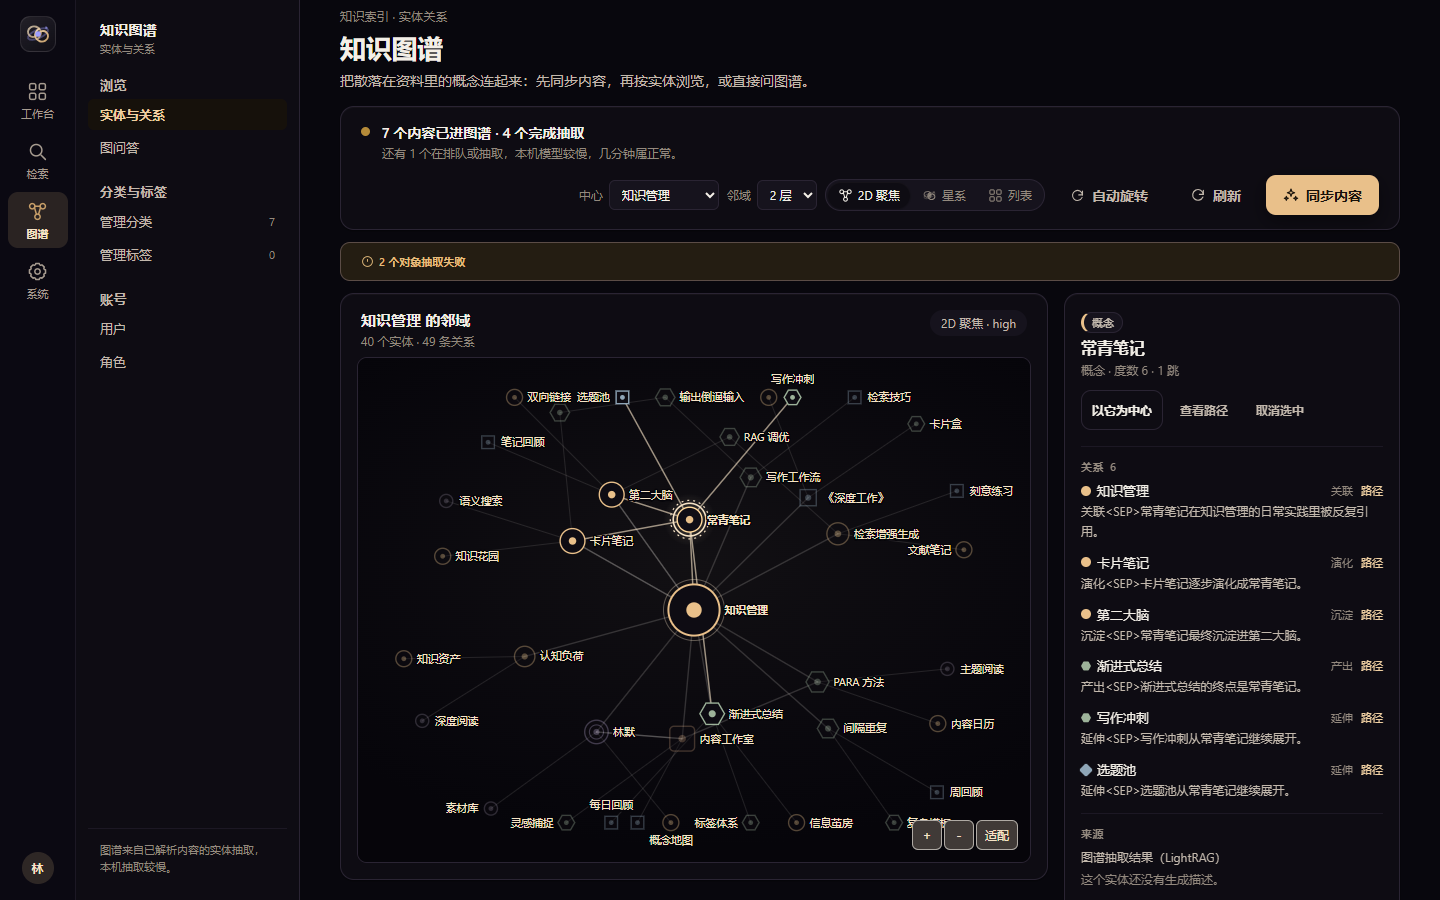 工作台
检索
图谱
系统
林
知识图谱
实体与关系
浏览
实体与关系
图问答
分类与标签
管理分类 7
管理标签 0
账号
用户
角色
图谱来自已解析内容的实体抽取，
本机抽取较慢。
知识索引 · 实体关系
知识图谱
把散落在资料里的概念连起来：先同步内容，再按实体浏览，或直接问图谱。
7 个内容已进图谱 · 4 个完成抽取
还有 1 个在排队或抽取，本机模型较慢，几分钟属正常。
中心 知识管理 邻域 2 层 2D 聚焦 星系 列表 自动旋转 刷新 同步内容
2 个对象抽取失败
知识管理 的邻域
40 个实体 · 49 条关系
2D 聚焦 · high
写作冲刺
双向链接 选题池 输出倒逼输入 检索技巧
卡片盒
笔记回顾 RAG 调优
写作工作流
语义搜索 第二大脑 《深度工作》 刻意练习
常青笔记
卡片笔记 检索增强生成
知识花园 文献笔记
知识管理
知识资产 认知负荷 主题阅读
PARA 方法
深度阅读 渐进式总结 内容日历
林默 内容工作室 间隔重复
周回顾
素材库 每日回顾
灵感捕捉 标签体系 信息茧房
概念地图
+ - 适配
概念
常青笔记
概念 · 度数 6 · 1 跳
以它为中心 查看路径 取消选中
关系 6
知识管理 关联 路径
关联<SEP>常青笔记在知识管理的日常实践里被反复引
用。
卡片笔记 演化 路径
演化<SEP>卡片笔记逐步演化成常青笔记。
第二大脑 沉淀 路径
沉淀<SEP>常青笔记最终沉淀进第二大脑。
渐进式总结 产出 路径
产出<SEP>渐进式总结的终点是常青笔记。
写作冲刺 延伸 路径
延伸<SEP>写作冲刺从常青笔记继续展开。
选题池 延伸 路径
延伸<SEP>选题池从常青笔记继续展开。
来源
图谱抽取结果（LightRAG）
这个实体还没有生成描述。